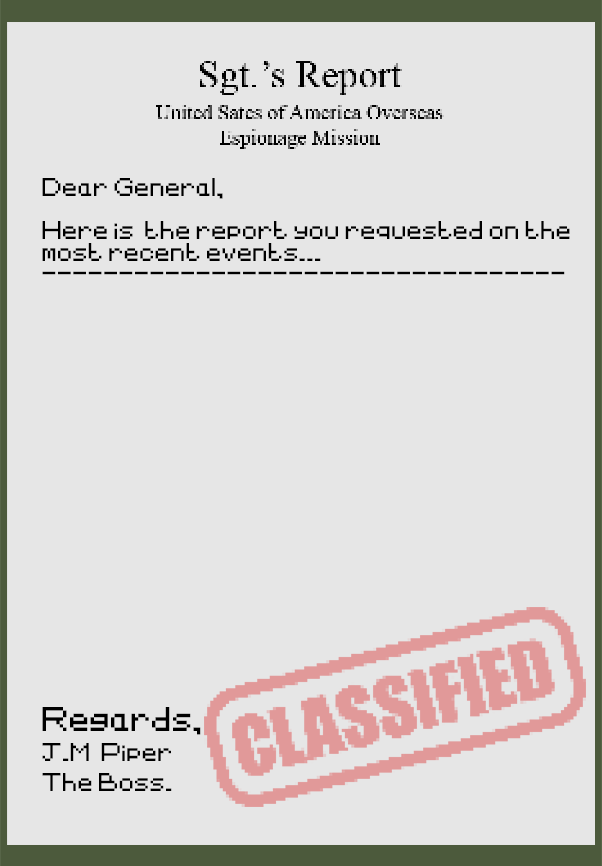 Sgt.'s Report
United Sates of America Overseas
Espionage Mission
Dear General,
Here is the report you requested on the
most recent events...
----------------------------------
Regards,
J.M Piper
The Boss.
CLASSIFIED